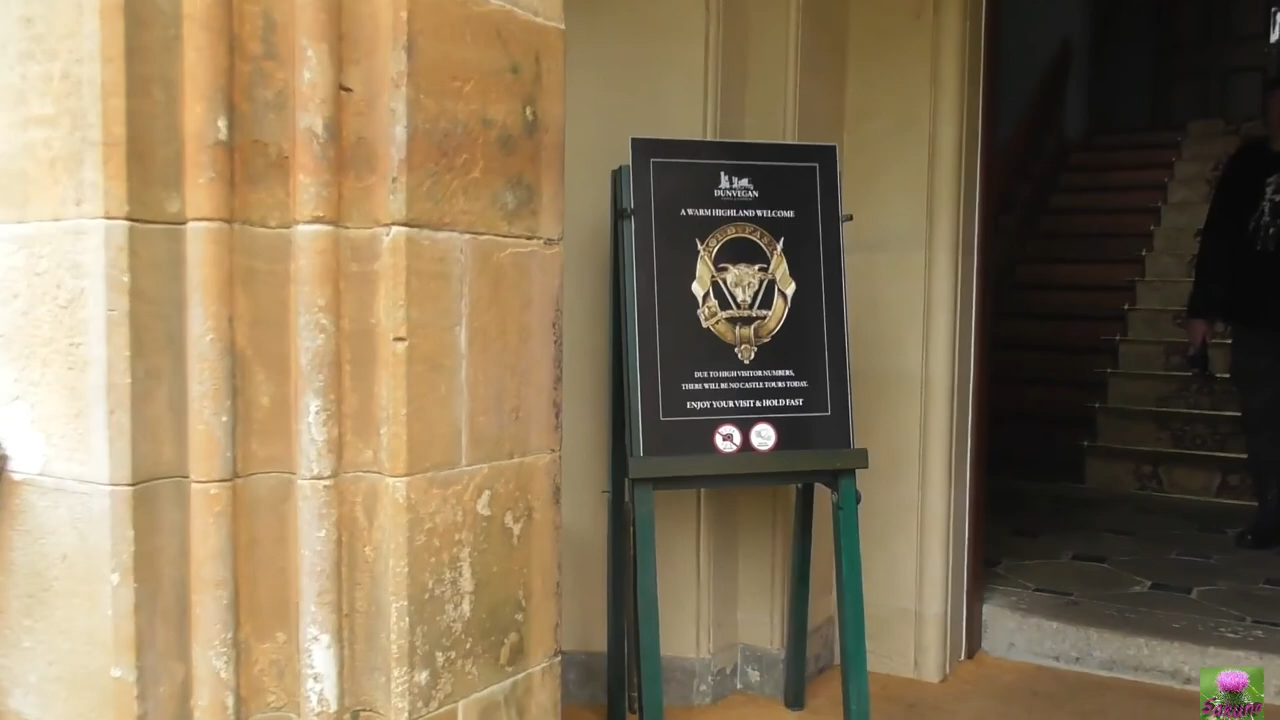 DUNVEGAN
A WARM HIGHLAND WELCOME
HOLD FAST
DUE TO HIGH VISITOR NUMBERS,
THERE WILL BE NO CASTLE TOURS TODAY.
ENJOY YOUR VISIT & HOLD FAST